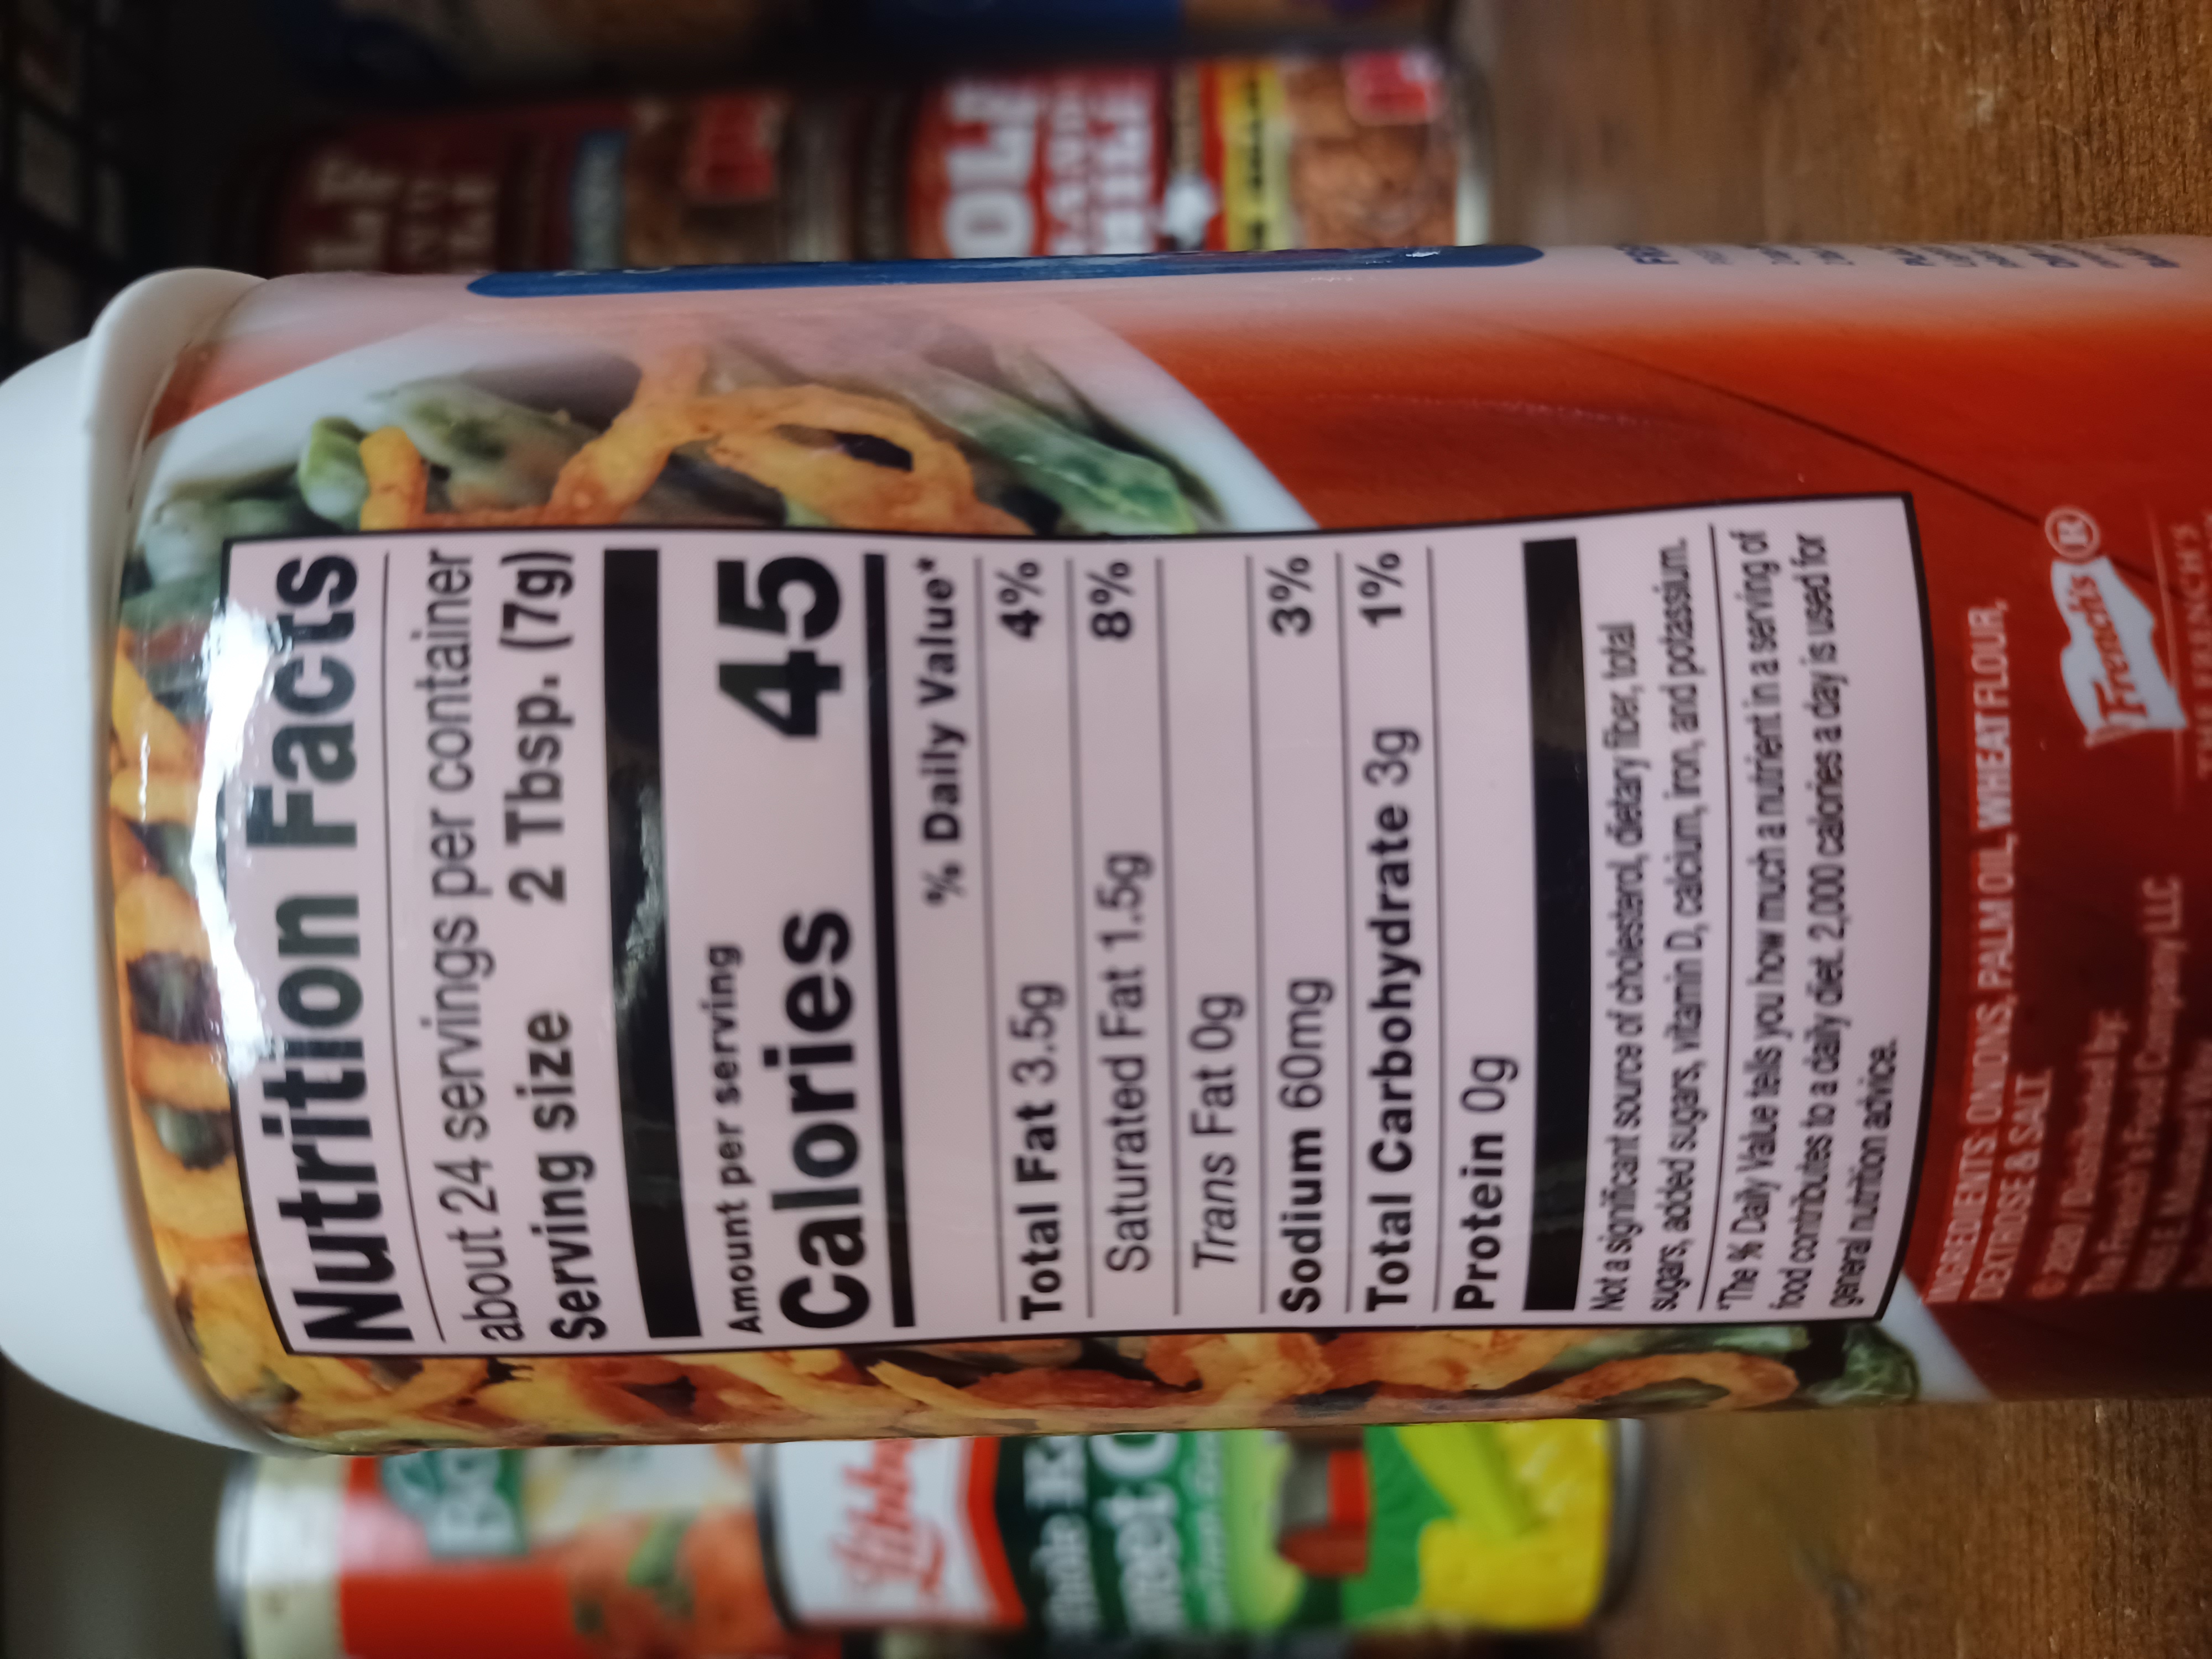 Nutrition Facts
about 24 servings per container
Serving size 2 Tbsp. (7g)
Amount per serving
Calories 45
% Daily Value*
Total Fat 3.5g 4%
Saturated Fat 1.5g 8%
Trans Fat 0g
Sodium 60mg 3%
Total Carbohydrate 3g 1%
Protein 0g
Not a significant source of cholesterol, dietary fiber, total
sugars, added sugars, vitamin D, calcium, iron, and potassium.
*The % Daily Value tells you how much a nutrient in a serving of
food contributes to a daily diet. 2,000 calories a day is used for
general nutrition advice.
INGREDIENTS: ONIONS, PALM OIL, WHEAT FLOUR,
DEXTROSE & SALT.
© 2020 / Distributed by:
The French's Food Company LLC
E. Mustard Way
French's ®
THE FRENCH'S
Libby